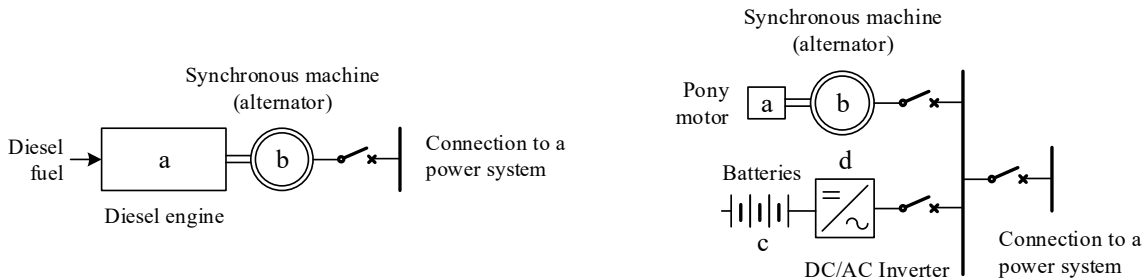 Synchronous machine
(alternator)
Diesel
fuel
a
b
Connection to a
power system
Diesel engine
Synchronous machine
(alternator)
Pony
motor
a
b
Batteries
d
c
DC/AC Inverter
Connection to a
power system